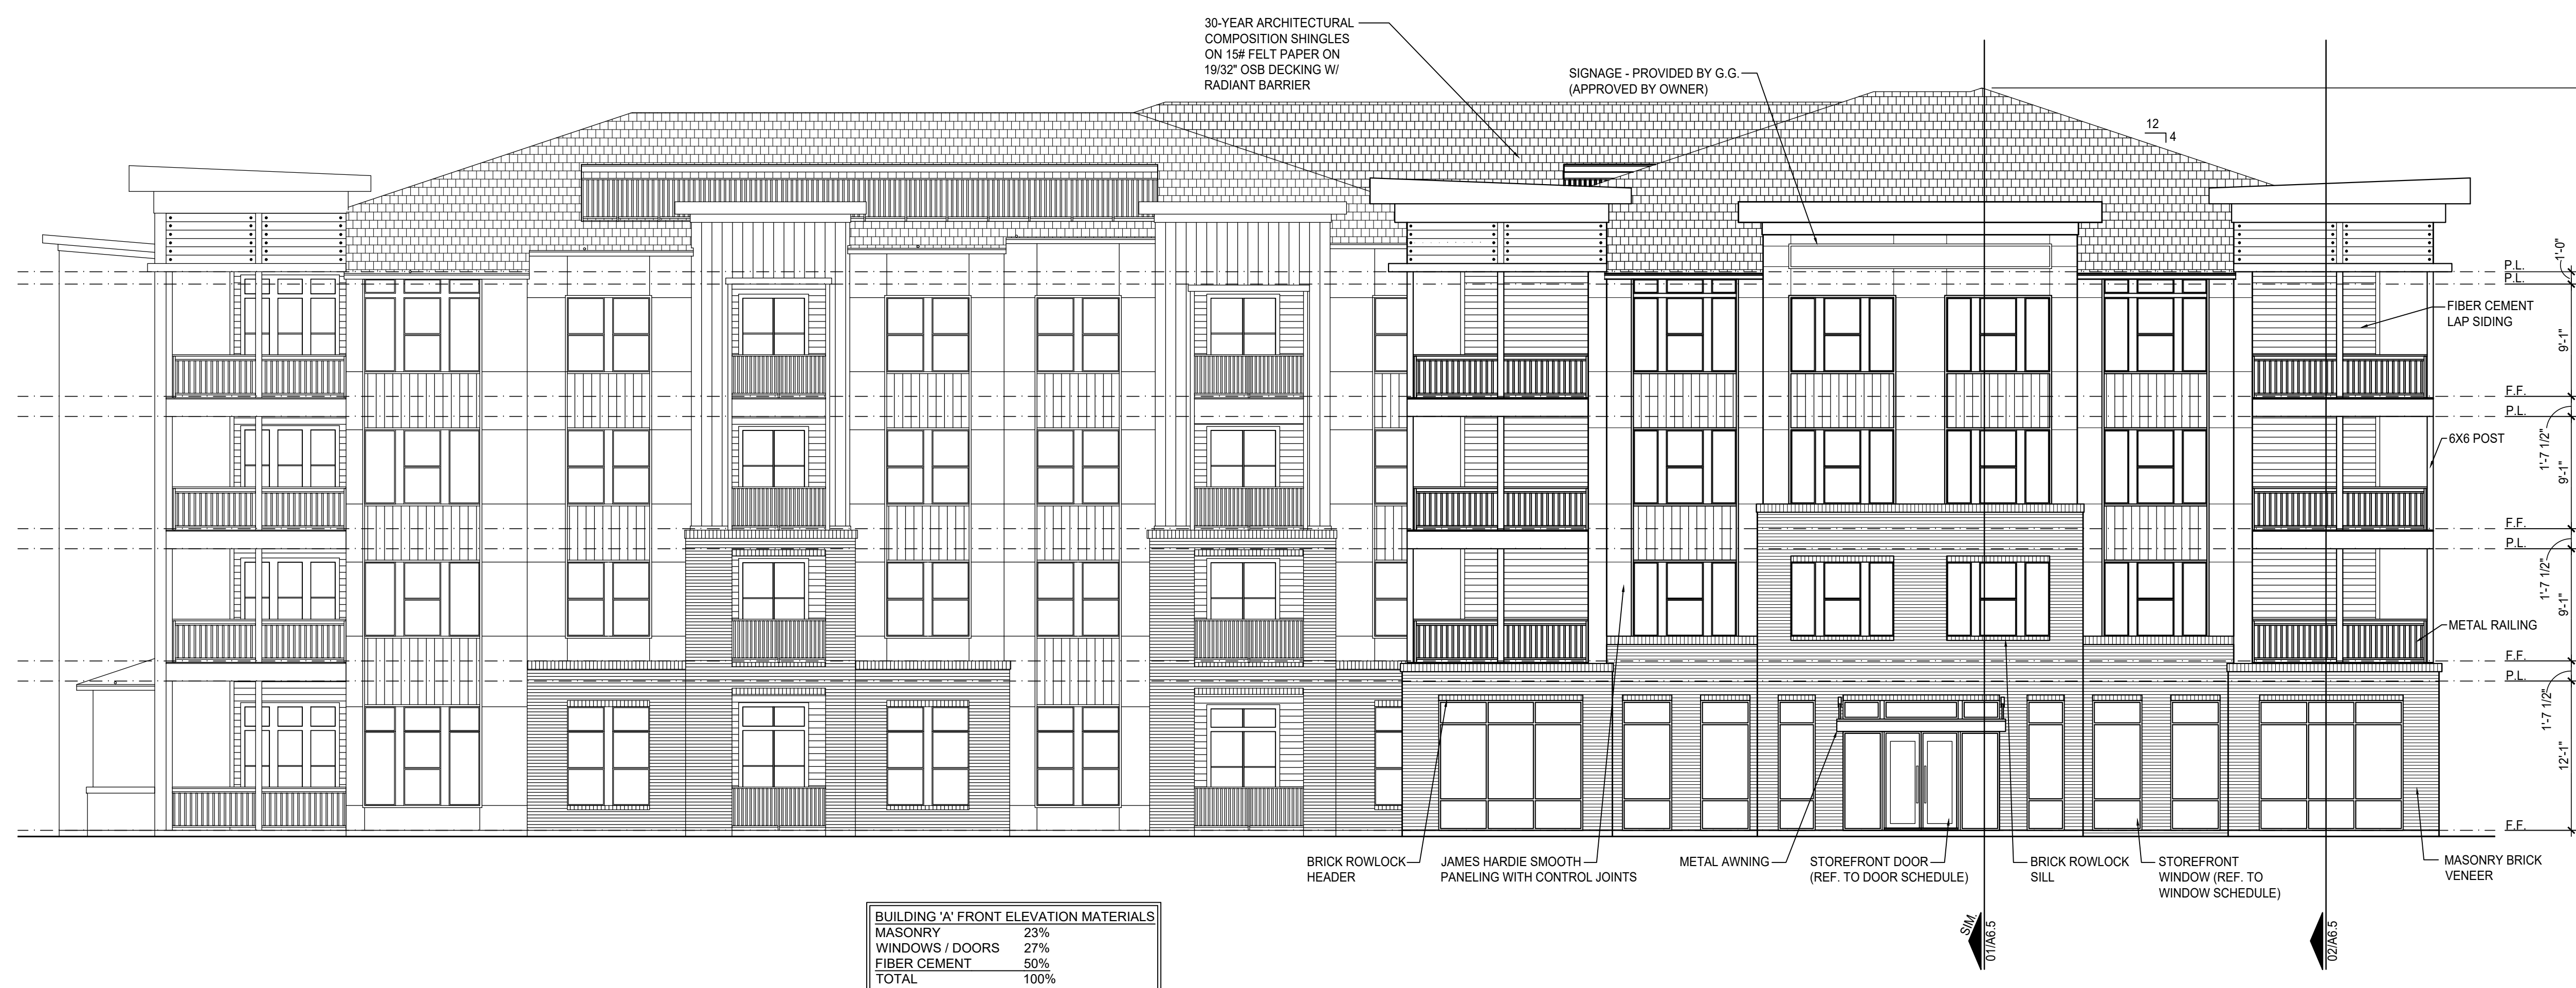 30-YEAR ARCHITECTURAL
COMPOSITION SHINGLES
ON 15# FELT PAPER ON
19/32" OSB DECKING W/
RADIANT BARRIER
SIGNAGE - PROVIDED BY G.G.
(APPROVED BY OWNER)
12
4
P.L.
1'-0"
P.L.
FIBER CEMENT
LAP SIDING
9'-1"
F.F.
P.L.
1'-7 1/2"
6X6 POST
9'-1"
F.F.
P.L.
1'-7 1/2"
9'-1"
METAL RAILING
F.F.
P.L.
1'-7 1/2"
12'-1"
F.F.
BRICK ROWLOCK
HEADER
JAMES HARDIE SMOOTH
PANELING WITH CONTROL JOINTS
METAL AWNING
STOREFRONT DOOR
(REF. TO DOOR SCHEDULE)
BRICK ROWLOCK
SILL
STOREFRONT
WINDOW (REF. TO
WINDOW SCHEDULE)
MASONRY BRICK
VENEER
SIM.
01/A6.5
02/A6.5
BUILDING 'A' FRONT ELEVATION MATERIALS
MASONRY 23%
WINDOWS / DOORS 27%
FIBER CEMENT 50%
TOTAL 100%